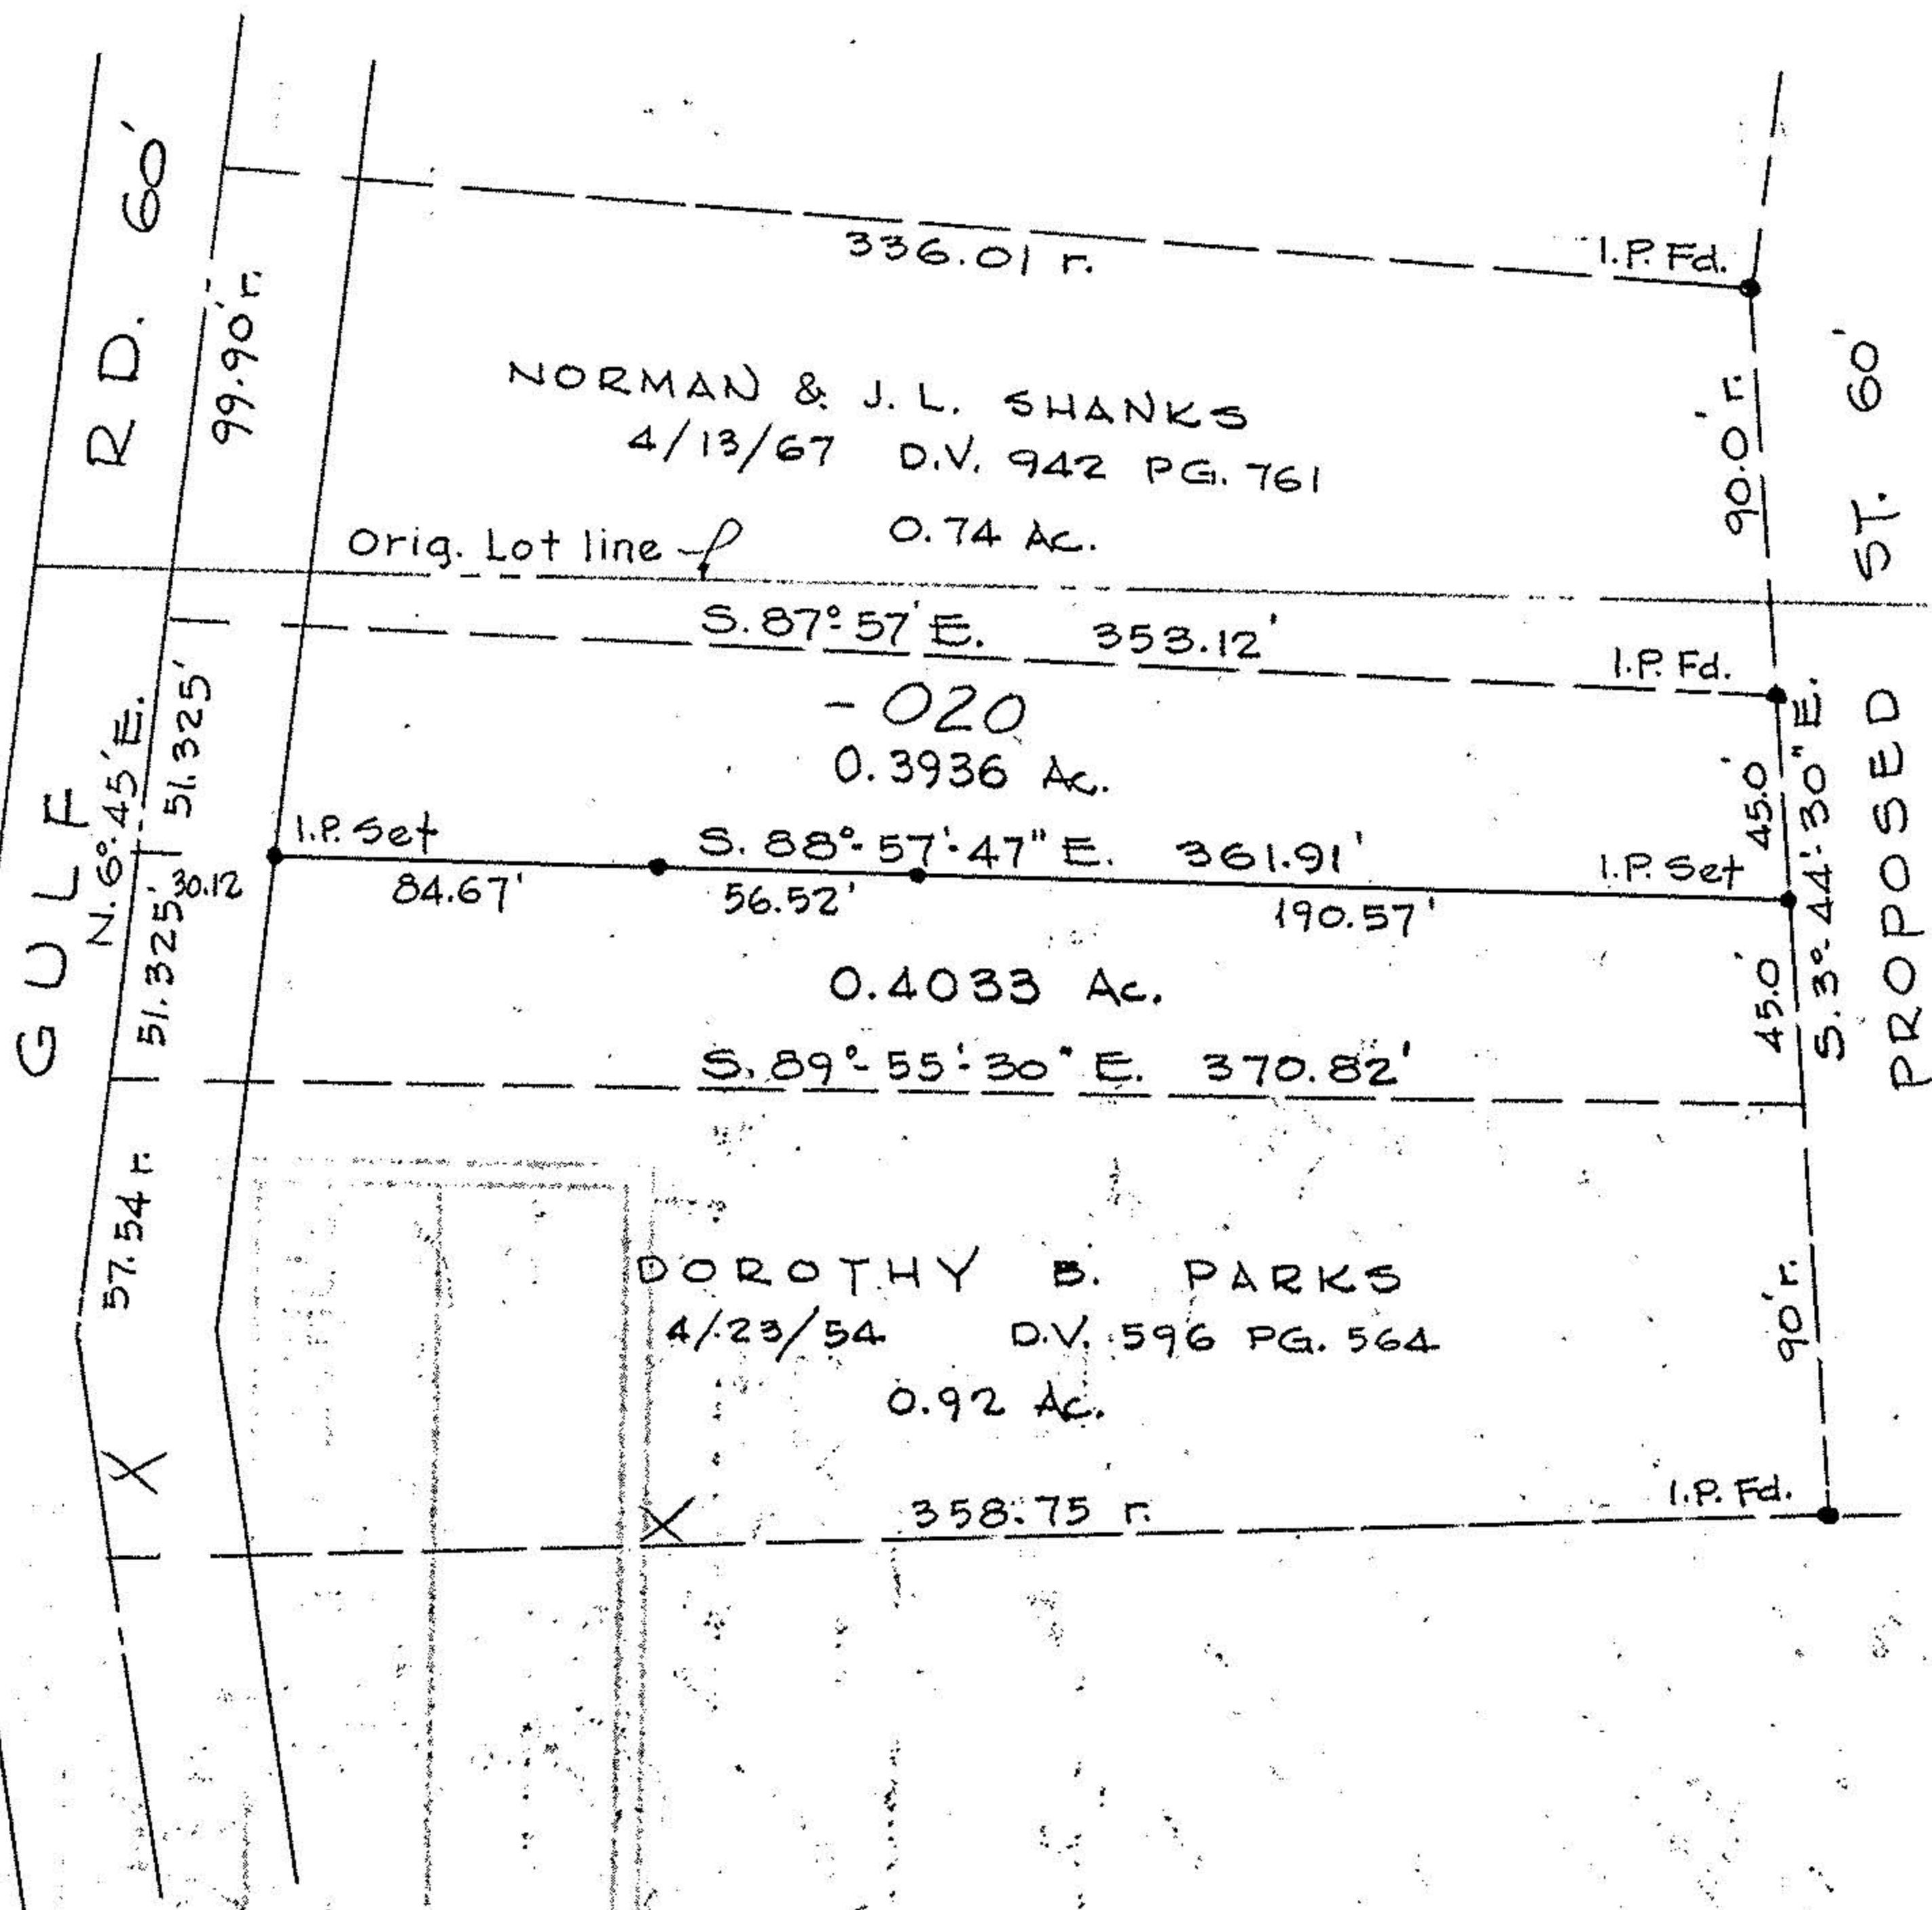 GULF RD. 60'
99.90' r.
336.01 r.
I.P. Fd.
NORMAN & J. L. SHANKS
4/13/67 D.V. 942 PG. 761
0.74 Ac.
90.0' r.
Orig. Lot line
PROPOSED ST. 60'
S. 87°-57' E. 353.12'
I.P. Fd.
N. 6°-45' E.
51.325'
- 020
0.3936 Ac.
45.0'
S. 3°-44'-30" E.
I.P. Set
S. 88°-57'-47" E. 361.91'
I.P. Set
30.12
84.67'
56.52'
190.57'
51.325'
0.4033 Ac.
45.0'
S. 89°-55'-30" E. 370.82'
57.54 r.
DOROTHY B. PARKS
4/23/54 D.V. 596 PG. 564
0.92 Ac.
90' r.
X
X
358.75 r.
I.P. Fd.